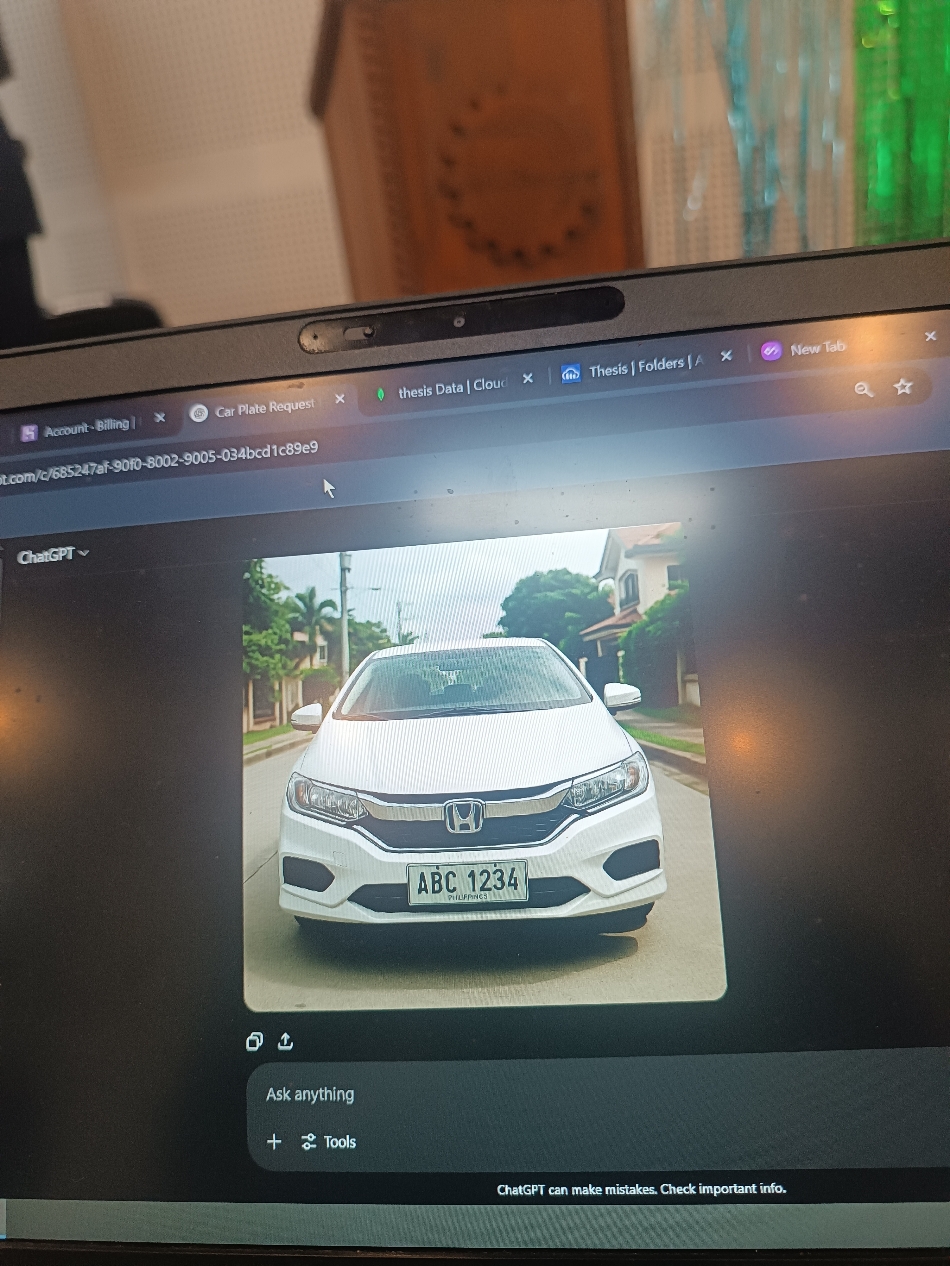 Account - Billing |
Car Plate Request
thesis Data | Cloud
Thesis | Folders | A
New Tab
t.com/c/685247af-90f0-8002-9005-034bcd1c89e9
ChatGPT
ABC 1234
PHILIPPINES
Ask anything
Tools
ChatGPT can make mistakes. Check important info.